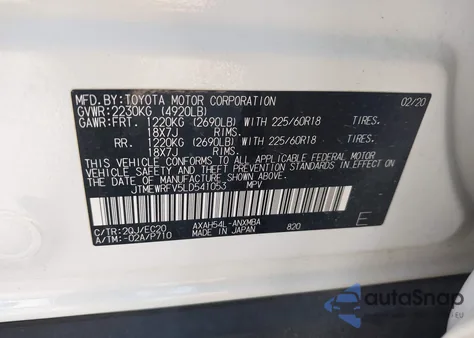 MFD.BY:TOYOTA MOTOR CORPORATION 02/20
GVWR:2230KG (4920LB)
GAWR:FRT. 1220KG (2690LB) WITH 225/60R18 TIRES.
18X7J RIMS.
RR. 1220KG (2690LB) WITH 225/60R18 TIRES.
18X7J RIMS.
THIS VEHICLE CONFORMS TO ALL APPLICABLE FEDERAL MOTOR
VEHICLE SAFETY AND BUMPER STANDARDS IN EFFECT ON THE
DATE OF MANUFACTURE SHOWN ABOVE.
JTMEWRFV5LD541053 MPV
C/TR:2QJ/EC20 AXAH54L-ANXMBA
A/TM:-02A/P710 MADE IN JAPAN 820
E
autoSnap
EU